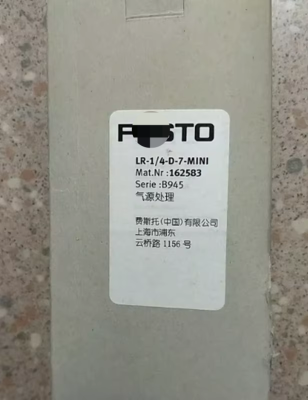 LR-1/4-D-7-MINI
Mat.Nr :162583
Serie :B945
气源处理
费斯托(中国)有限公司
上海市浦东
云桥路 1156 号